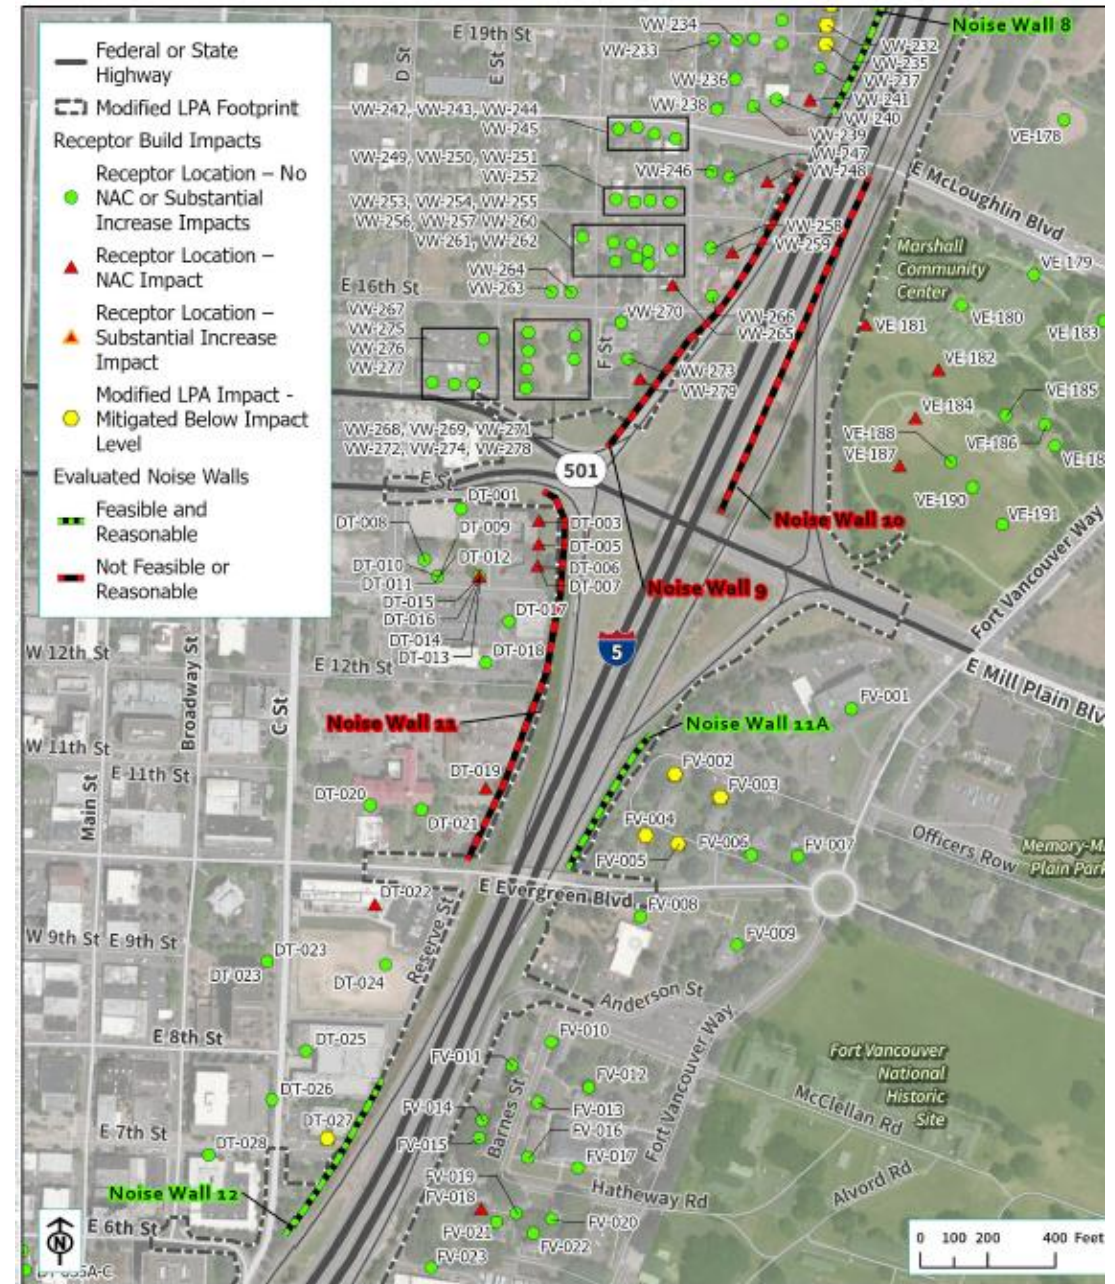 Federal or State
Highway
Modified LPA Footprint
Receptor Build Impacts
Receptor Location – No
NAC or Substantial
Increase Impacts
Receptor Location –
NAC Impact
Receptor Location –
Substantial Increase
Impact
Modified LPA Impact -
Mitigated Below Impact
Level
Evaluated Noise Walls
Feasible and
Reasonable
Not Feasible or
Reasonable
E 19th St
D St
E St
VW-234
VW-233
VW-236
VW-238
Noise Wall 8
VW-232
VW-235
VW-237
VW-241
VW-240
VW-239
VW-247
VW-248
VE-178
E McLoughlin Blvd
VW-242, VW-243, VW-244
VW-245
VW-249, VW-250, VW-251
VW-252
VW-246
VW-253, VW-254, VW-255
VW-256, VW-257
VW-260
VW-261, VW-262
VW-258
VW-259
VW-264
VW-263
E 16th St
VW-267
VW-275
VW-276
VW-277
VW-270
F St
VW-266
VW-265
VW-273
VW-279
VW-268, VW-269, VW-271
VW-272, VW-274, VW-278
Marshall
Community
Center
VE 179
VE-180
VE-181
VE-183
VE-182
VE-185
VE-184
VE-186
VE-188
VE-187
VE-190
VE-191
501
E St
Noise Wall 10
Noise Wall 9
Fort Vancouver Way
DT-001
DT-008
DT-009
DT-003
DT-005
DT-012
DT-010
DT-006
DT-011
DT-007
DT-015
DT-016
DT-017
DT-014
DT-013
DT-018
5
W 12th St
E 12th St
Broadway St
C St
Main St
W 11th St
E 11th St
E Mill Plain Blv
FV-001
Noise Wall 11
Noise Wall 11A
DT-019
DT-020
DT-021
FV-002
FV-003
FV-004
FV-005
FV-006
FV-007
Officers Row
Memory-M
Plain Park
E Evergreen Blvd
DT-022
Reserve St
W 9th St
E 9th St
DT-023
DT-023
DT-024
FV-008
FV-009
Anderson St
E 8th St
DT-025
DT-026
DT-027
E 7th St
DT-028
Noise Wall 12
E 6th St
FV-010
FV-011
FV-012
FV-013
FV-014
FV-015
FV-016
FV-017
Barnes St
Fort Vancouver Way
FV-019
FV-018
FV-020
FV-021
FV-022
FV-023
Fort Vancouver
National
Historic
Site
McClellan Rd
Hatheway Rd
Alvord Rd
N
0 100 200 400 Feet